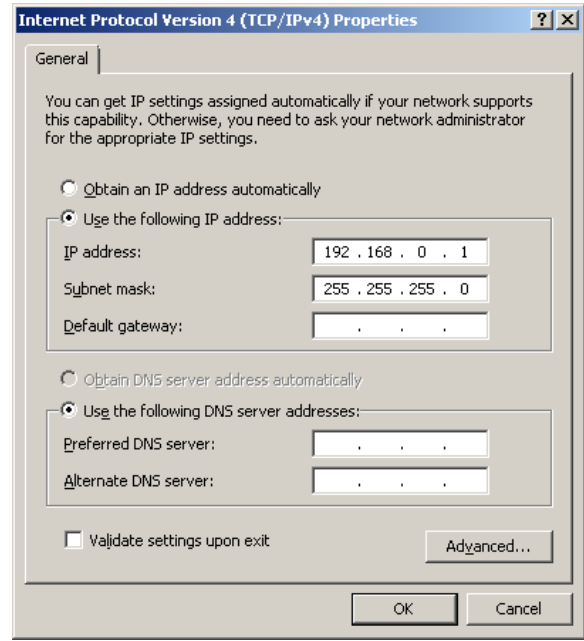 Internet Protocol Version 4 (TCP/IPv4) Properties ? X
General
You can get IP settings assigned automatically if your network supports
this capability. Otherwise, you need to ask your network administrator
for the appropriate IP settings.
Obtain an IP address automatically
Use the following IP address:
IP address: 192 . 168 . 0 . 1
Subnet mask: 255 . 255 . 255 . 0
Default gateway: . . .
Obtain DNS server address automatically
Use the following DNS server addresses:
Preferred DNS server: . . .
Alternate DNS server: . . .
Validate settings upon exit
Advanced...
OK Cancel